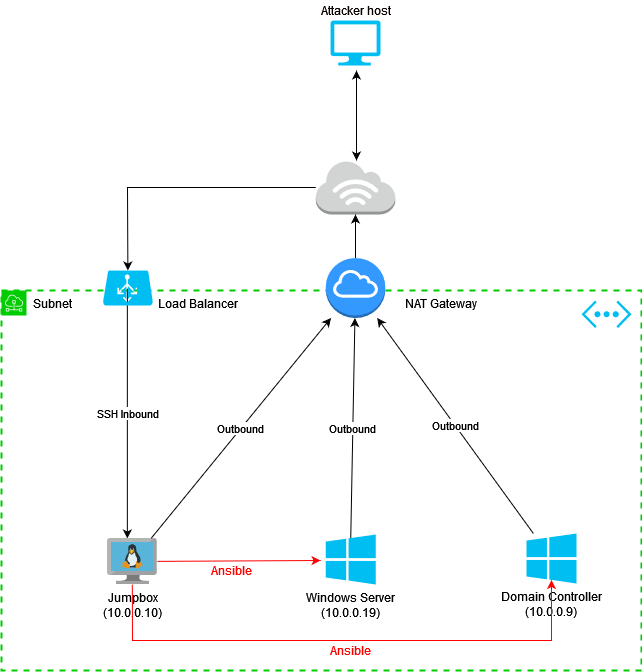 Attacker host
Subnet
Load Balancer
NAT Gateway
SSH Inbound
Outbound
Outbound
Outbound
Ansible
Jumpbox
(10.0.0.10)
Windows Server
(10.0.0.19)
Domain Controller
(10.0.0.9)
Ansible